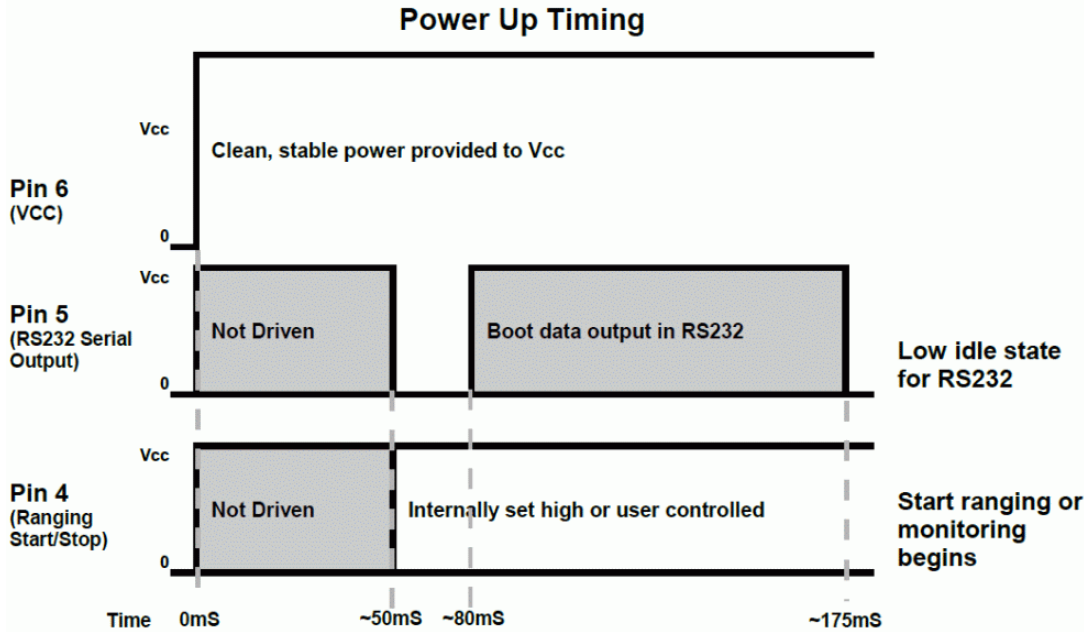 Power Up Timing
Vcc
Clean, stable power provided to Vcc
Pin 6
(VCC)
0
Vcc
Pin 5
(RS232 Serial
Output)
Not Driven
Boot data output in RS232
0
Low idle state
for RS232
Vcc
Pin 4
(Ranging
Start/Stop)
Not Driven
Internally set high or user controlled
0
Start ranging or
monitoring
begins
Time 0mS ~50mS ~80mS ~175mS